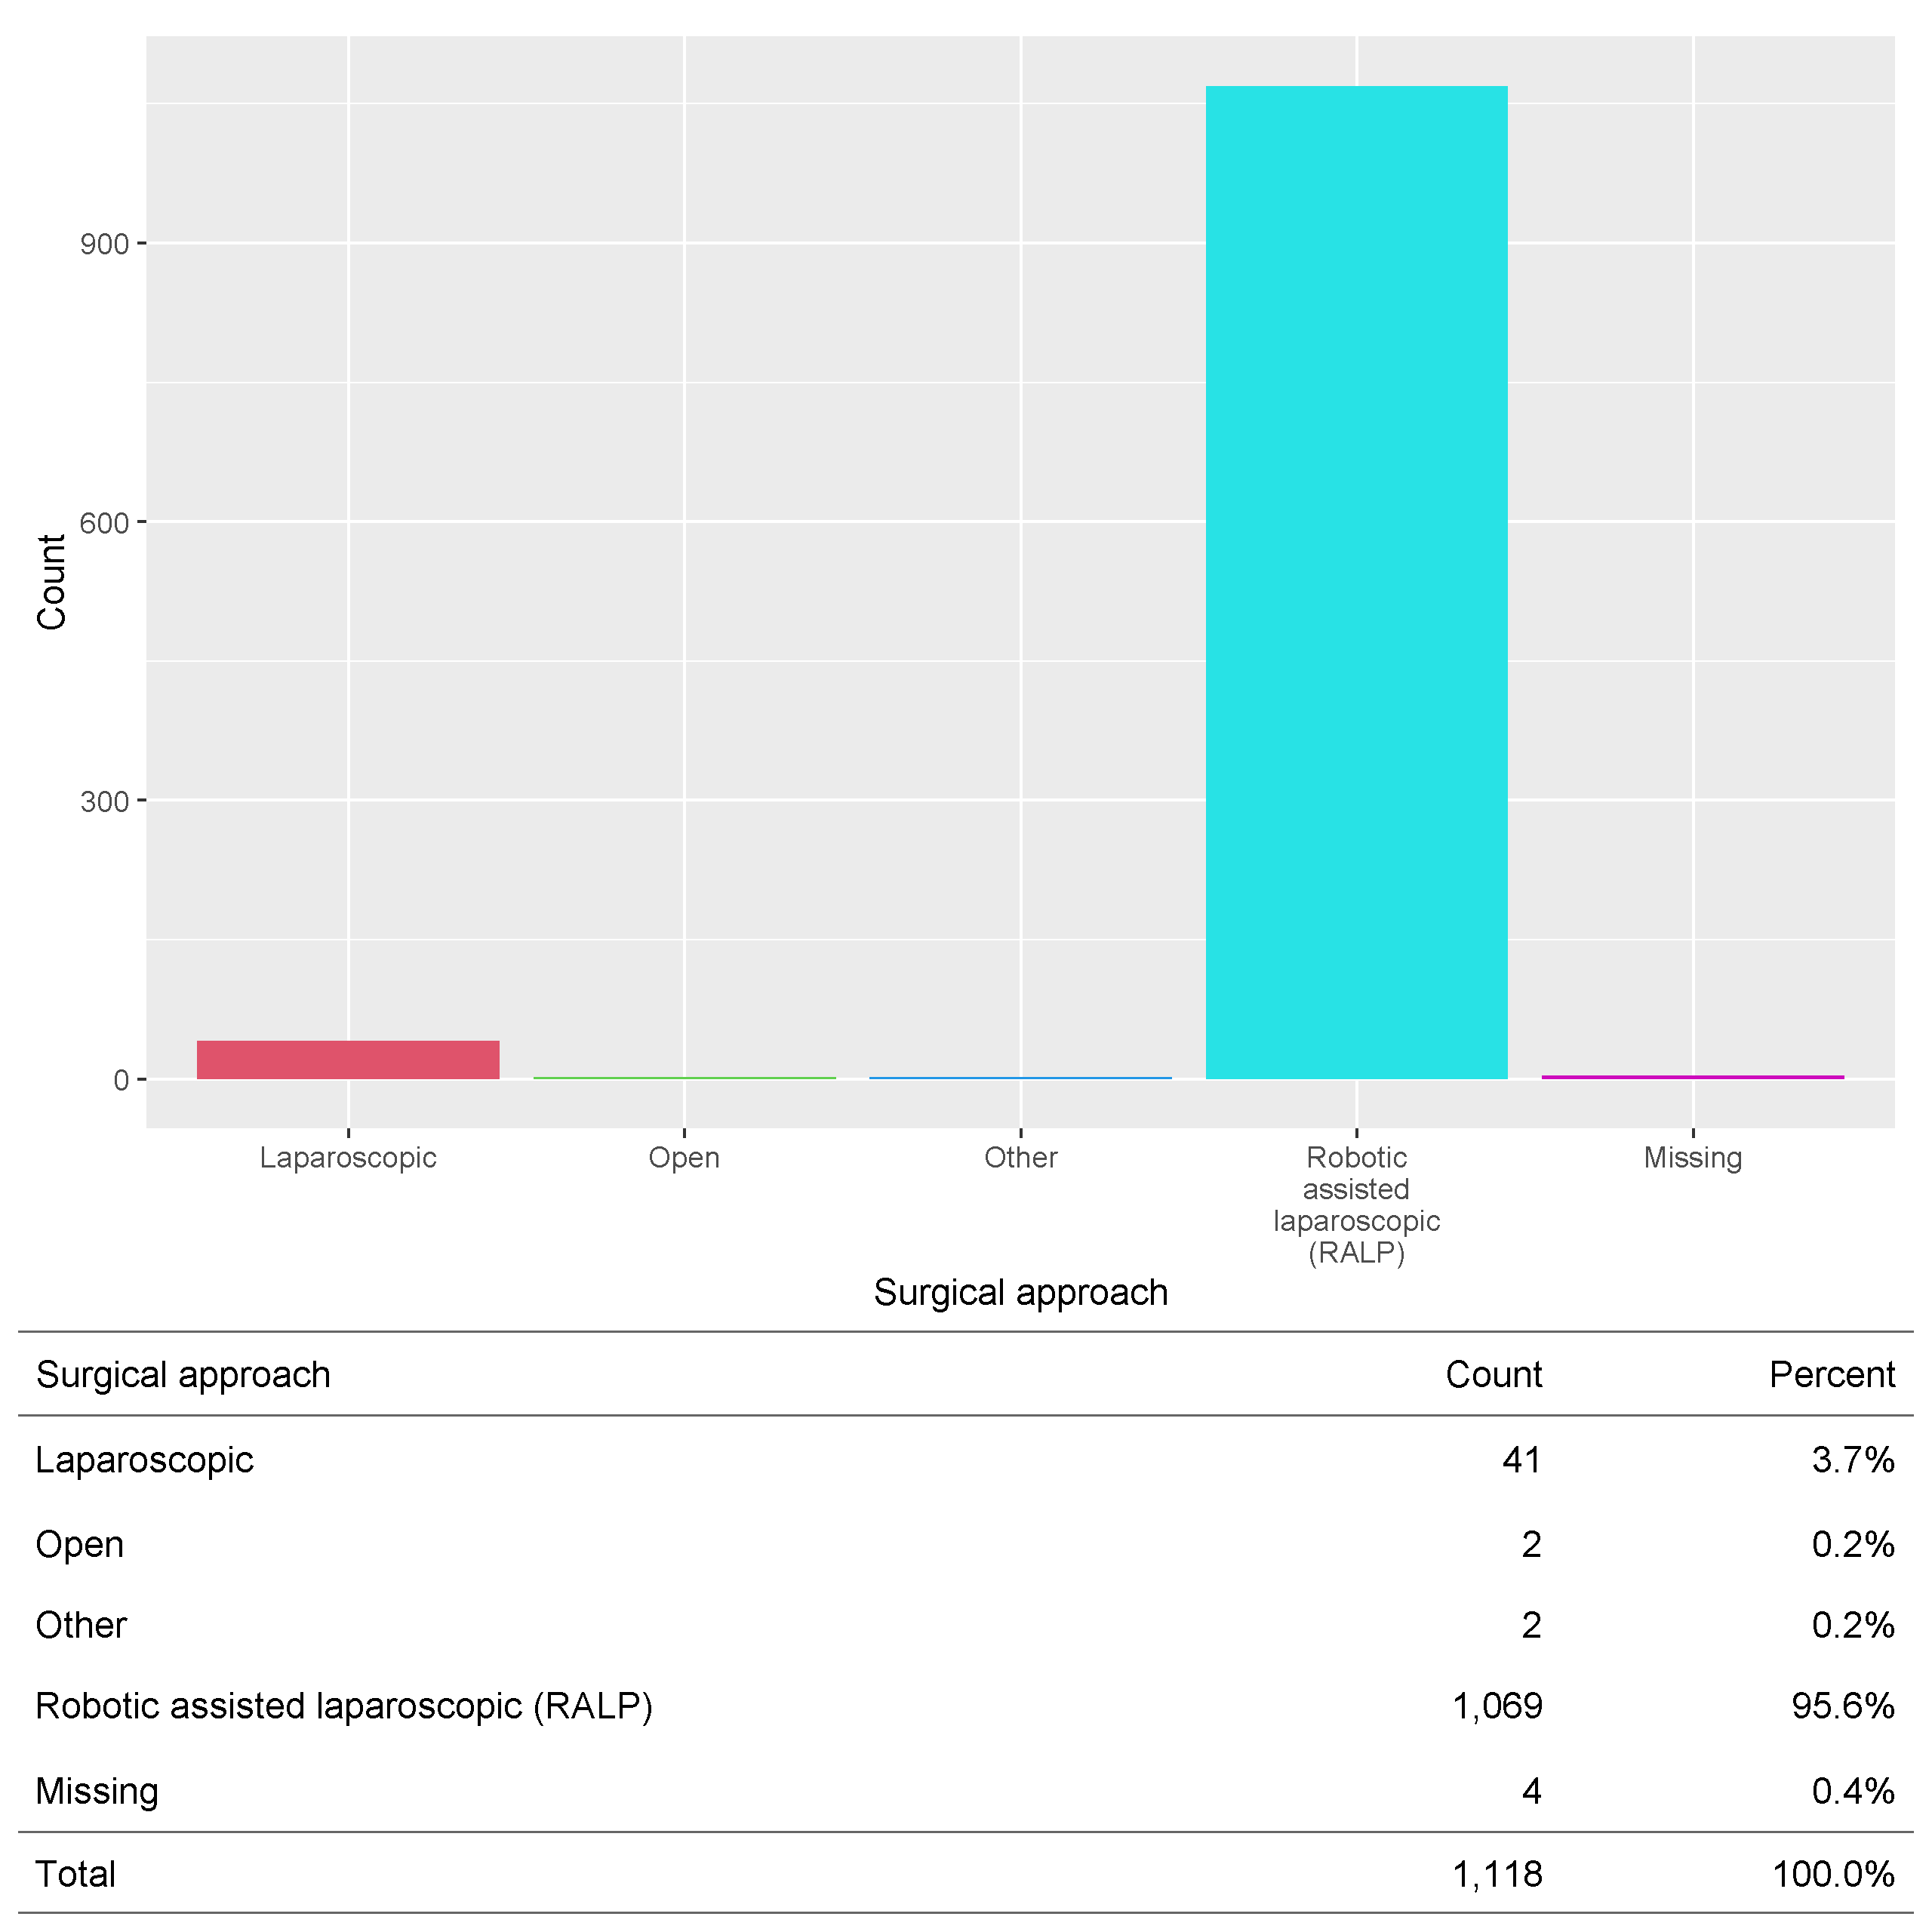 900
600
300
0
Count
Laparoscopic
Open
Other
Robotic
assisted
laparoscopic
(RALP)
Missing
Surgical approach
Surgical approach Count Percent
Laparoscopic 41 3.7%
Open 2 0.2%
Other 2 0.2%
Robotic assisted laparoscopic (RALP) 1,069 95.6%
Missing 4 0.4%
Total 1,118 100.0%